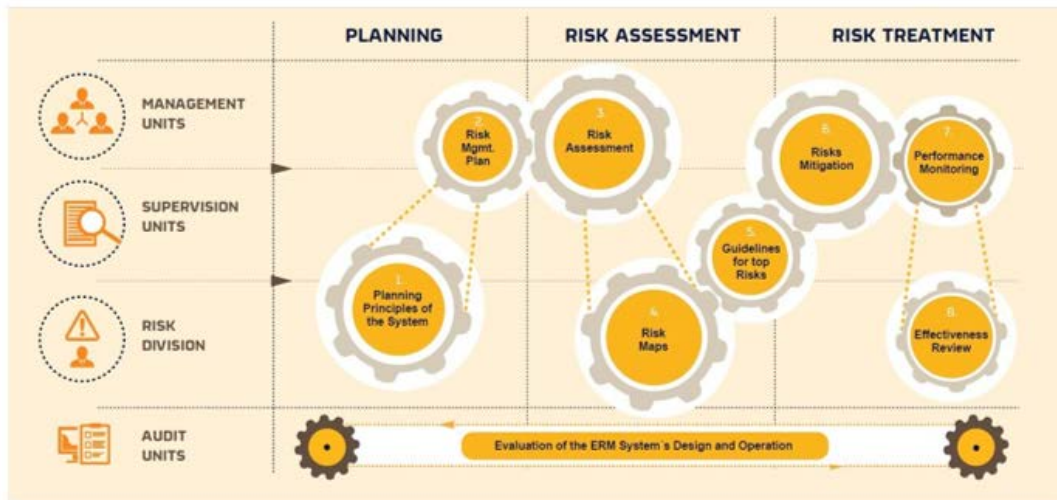 PLANNING
RISK ASSESSMENT
RISK TREATMENT
MANAGEMENT
UNITS
2.
Risk
Mgmt.
Plan
3.
Risk
Assessment
6.
Risks
Mitigation
7.
Performance
Monitoring
SUPERVISION
UNITS
1.
Planning
Principles of
the System
5.
Guidelines
for top
Risks
RISK
DIVISION
4.
Risk
Maps
8.
Effectiveness
Review
AUDIT
UNITS
Evaluation of the ERM System´s Design and Operation